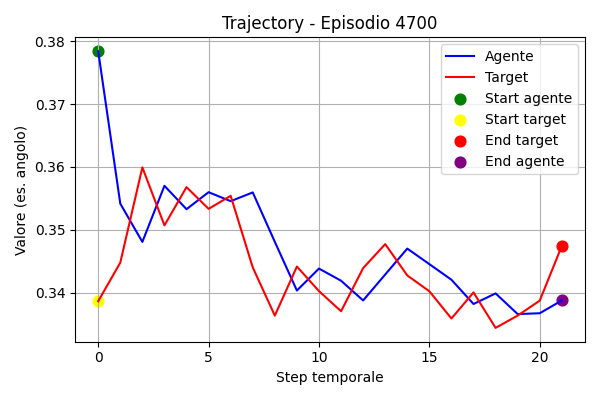 Trajectory - Episodio 4700
0.38
0.37
0.36
0.35
0.34
Valore (es. angolo)
0
5
10
15
20
Step temporale
Agente
Target
Start agente
Start target
End target
End agente